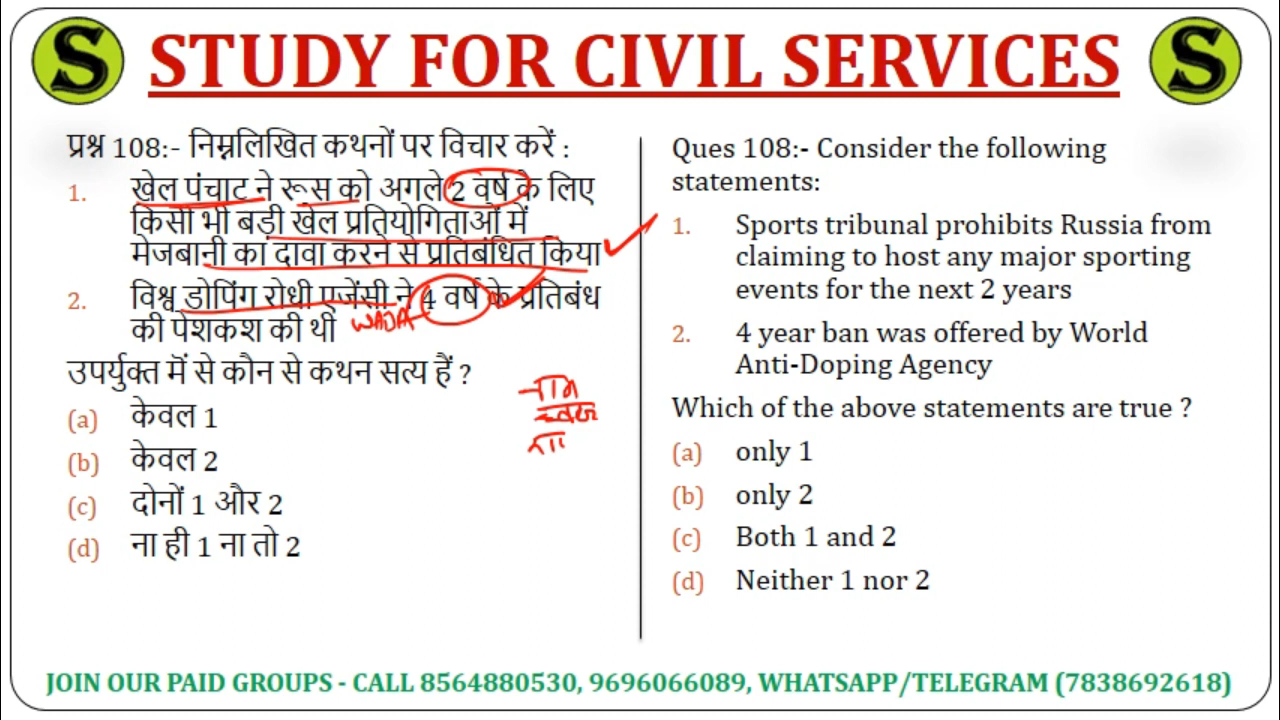 S
STUDY FOR CIVIL SERVICES
S
प्रश्न 108:- निम्नलिखित कथनों पर विचार करें :
1. खेल पंचाट ने रूस को अगले 2 वर्ष के लिए
किसी भी बड़ी खेल प्रतियोगिताओं में
मेजबानी का दावा करने से प्रतिबंधित किया
2. विश्व डोपिंग रोधी एजेंसी ने 4 वर्ष के प्रतिबंध
की पेशकश की थी
WADA
उपर्युक्त में से कौन से कथन सत्य हैं ?
(a) केवल 1
(b) केवल 2
(c) दोनों 1 और 2
(d) ना ही 1 ना तो 2
Ques 108:- Consider the following
statements:
1. Sports tribunal prohibits Russia from
claiming to host any major sporting
events for the next 2 years
2. 4 year ban was offered by World
Anti-Doping Agency
Which of the above statements are true ?
(a) only 1
(b) only 2
(c) Both 1 and 2
(d) Neither 1 nor 2
JOIN OUR PAID GROUPS - CALL 8564880530, 9696066089, WHATSAPP/TELEGRAM (7838692618)